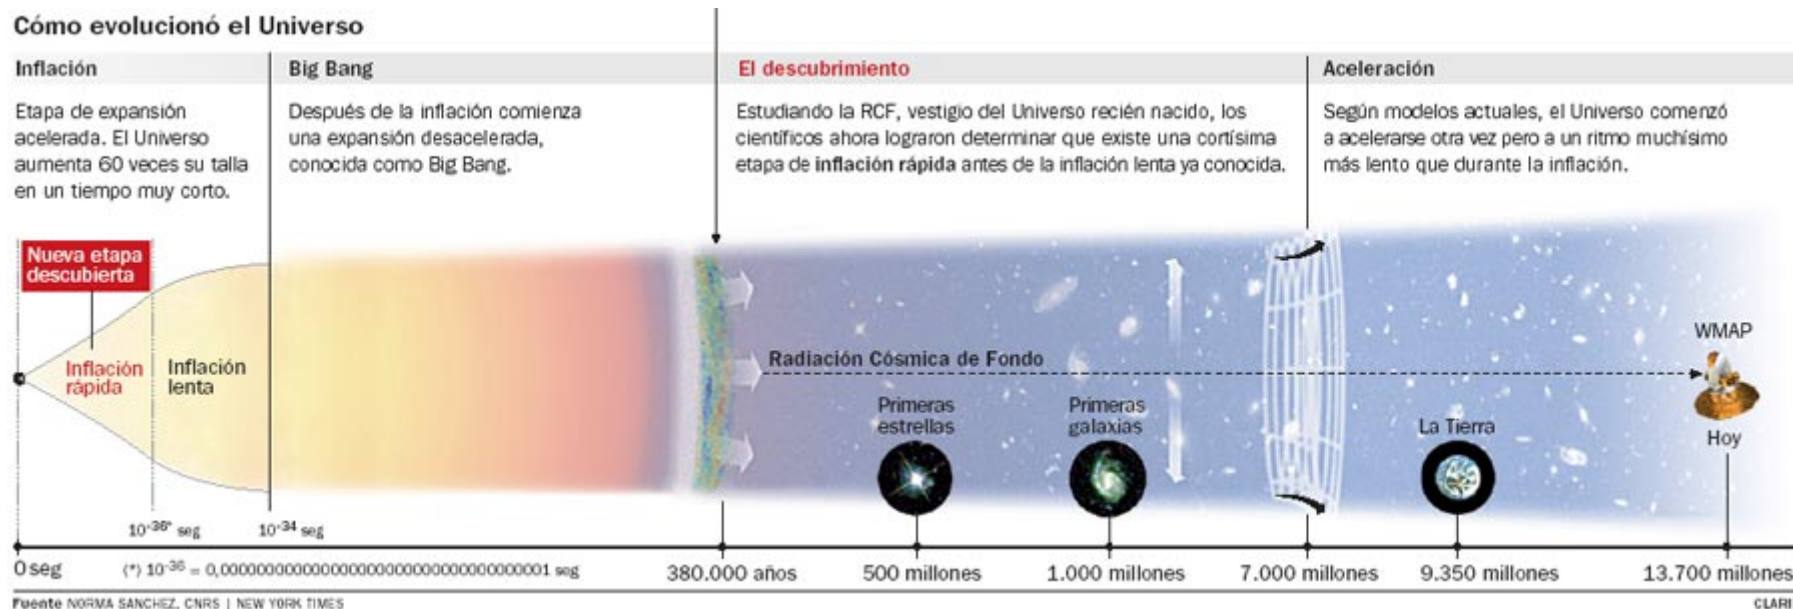 Cómo evolucionó el Universo
Inflación
Etapa de expansión
acelerada. El Universo
aumenta 60 veces su talla
en un tiempo muy corto.
Big Bang
Después de la inflación comienza
una expansión desacelerada,
conocida como Big Bang.
El descubrimiento
Estudiando la RCF, vestigio del Universo recién nacido, los
científicos ahora lograron determinar que existe una cortísima
etapa de inflación rápida antes de la inflación lenta ya conocida.
Aceleración
Según modelos actuales, el Universo comenzó
a acelerarse otra vez pero a un ritmo muchísimo
más lento que durante la inflación.
Nueva etapa
descubierta
Inflación
rápida
Inflación
lenta
Radiación Cósmica de Fondo
Primeras
estrellas
Primeras
galaxias
La Tierra
WMAP
Hoy
10⁻³⁶* seg
10⁻³⁴ seg
0 seg
(*) 10⁻³⁶ = 0,000000000000000000000000000000000001 seg
380.000 años
500 millones
1.000 millones
7.000 millones
9.350 millones
13.700 millones
Fuente NORMA SANCHEZ, CNRS | NEW YORK TIMES
CLARI